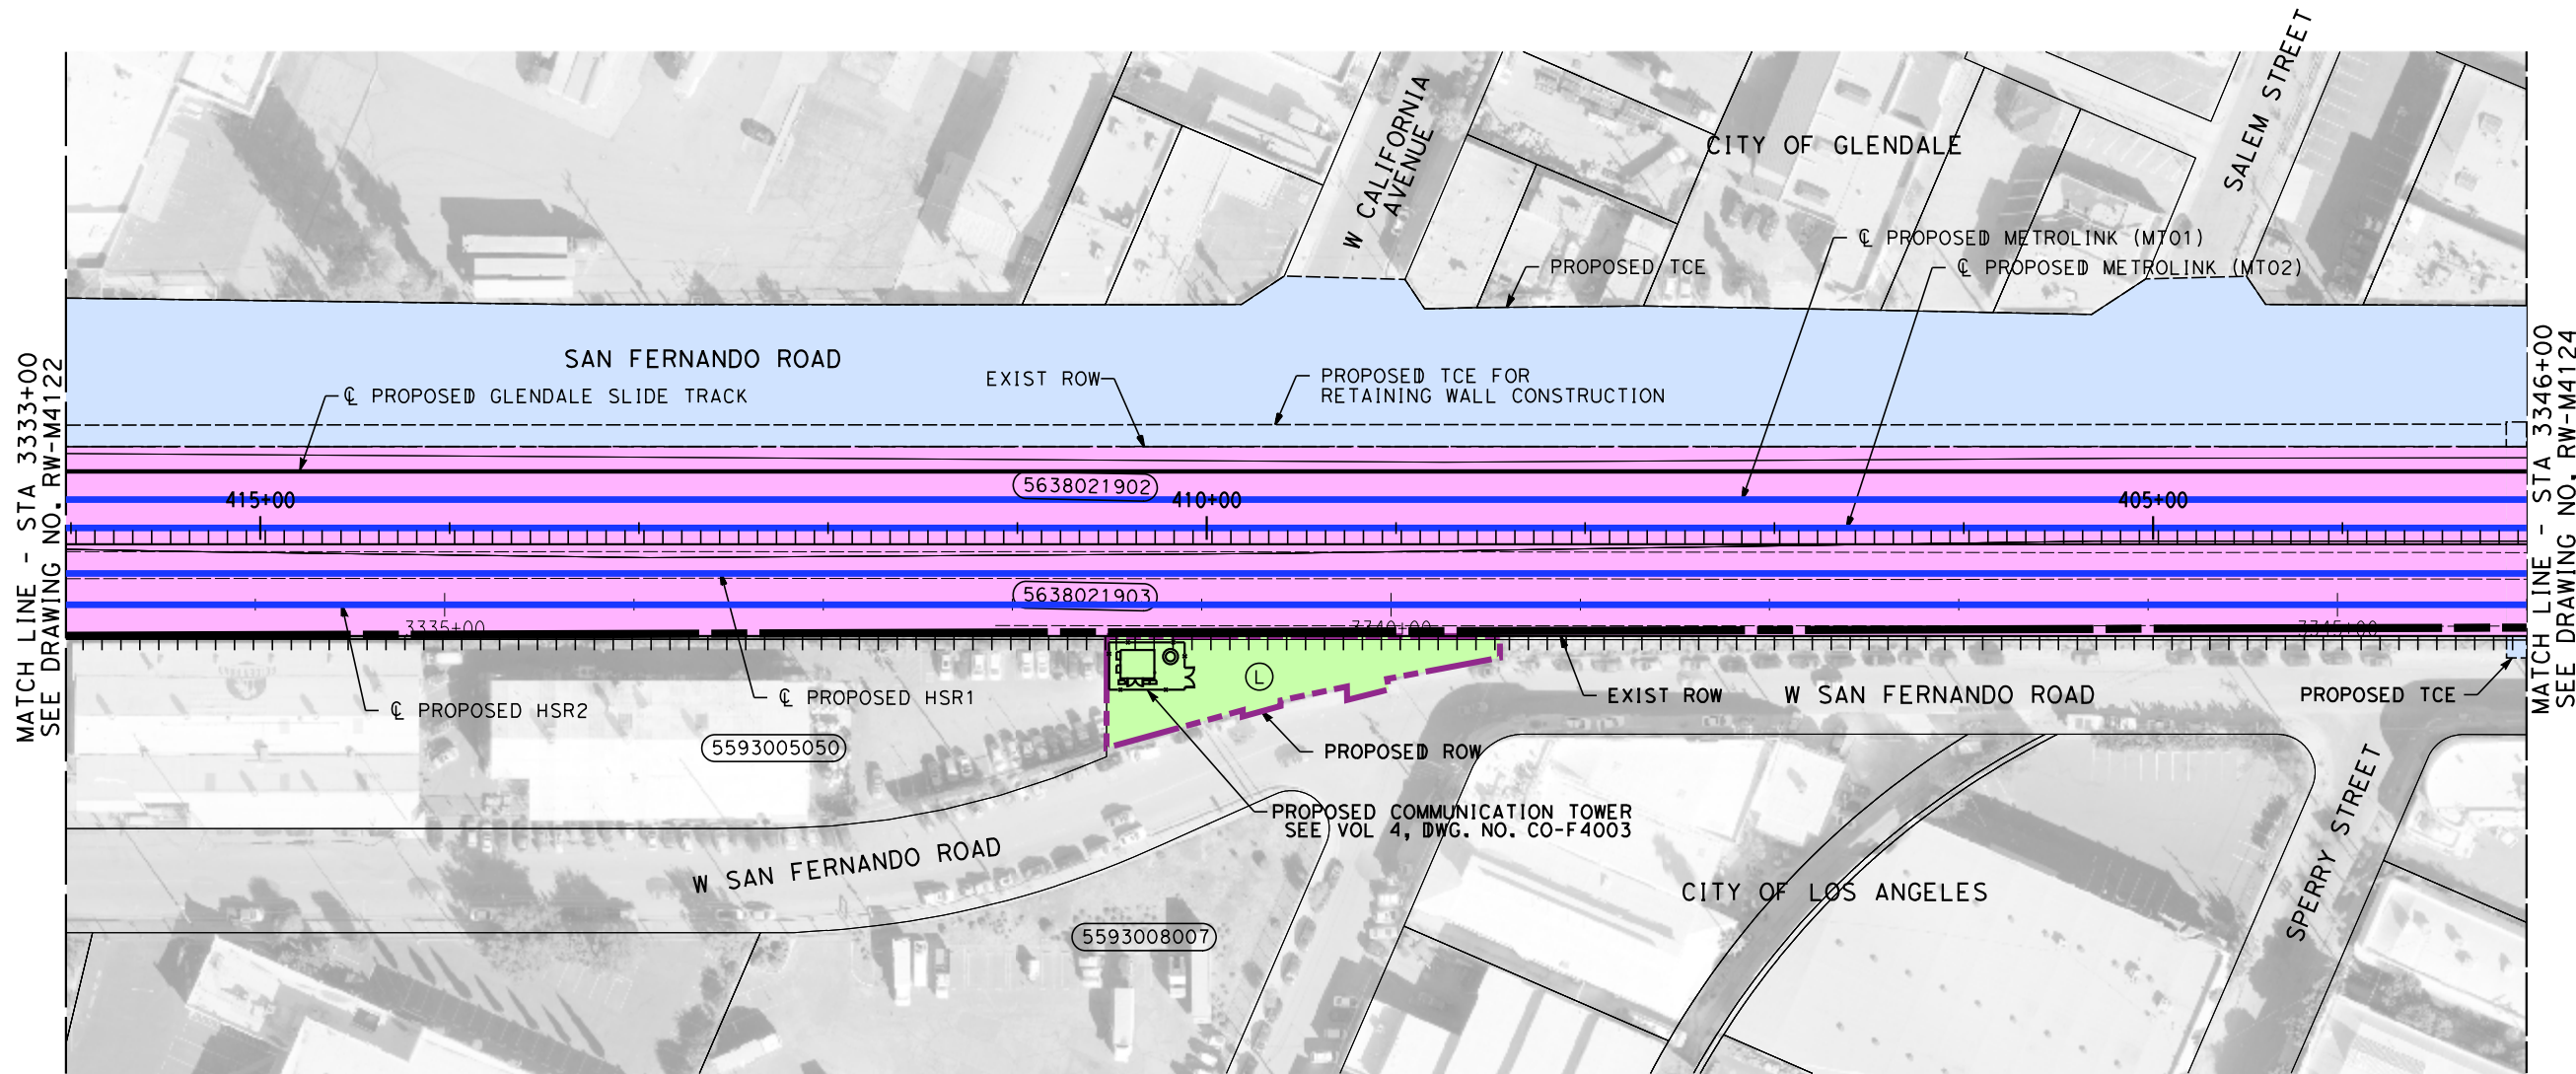 SALEM STREET
W CALIFORNIA
AVENUE
CITY OF GLENDALE
℄ PROPOSED METROLINK (MT01)
PROPOSED TCE
℄ PROPOSED METROLINK (MT02)
SAN FERNANDO ROAD
EXIST ROW
PROPOSED TCE FOR
RETAINING WALL CONSTRUCTION
℄ PROPOSED GLENDALE SLIDE TRACK
MATCH LINE - STA 3333+00
SEE DRAWING NO. RW-M4122
MATCH LINE - STA 3346+00
SEE DRAWING NO. RW-M4124
5638021902
415+00
410+00
405+00
5638021903
3335+00
3340+00
3345+00
L
℄ PROPOSED HSR2
℄ PROPOSED HSR1
EXIST ROW
W SAN FERNANDO ROAD
PROPOSED TCE
5593005050
PROPOSED ROW
PROPOSED COMMUNICATION TOWER
SEE VOL 4, DWG. NO. CO-F4003
W SAN FERNANDO ROAD
CITY OF LOS ANGELES
SPERRY STREET
5593008007